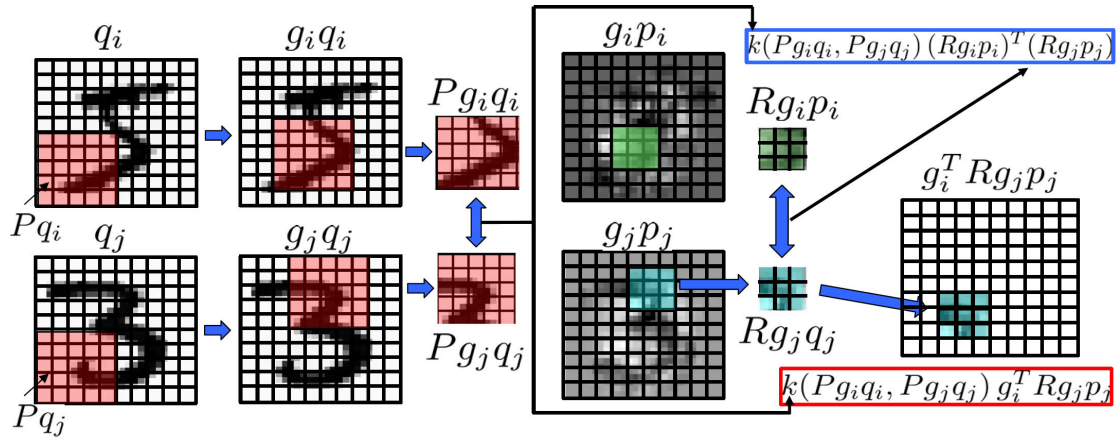 q_i
g_i q_i
P g_i q_i
g_i p_i
k(P g_i q_i, P g_j q_j) (R g_i p_i)^T (R g_j p_j)
R g_i p_i
P q_i
q_j
g_j q_j
g_j p_j
g_i^T R g_j p_j
P g_j q_j
R g_j q_j
P q_j
k(P g_i q_i, P g_j q_j) g_i^T R g_j p_j